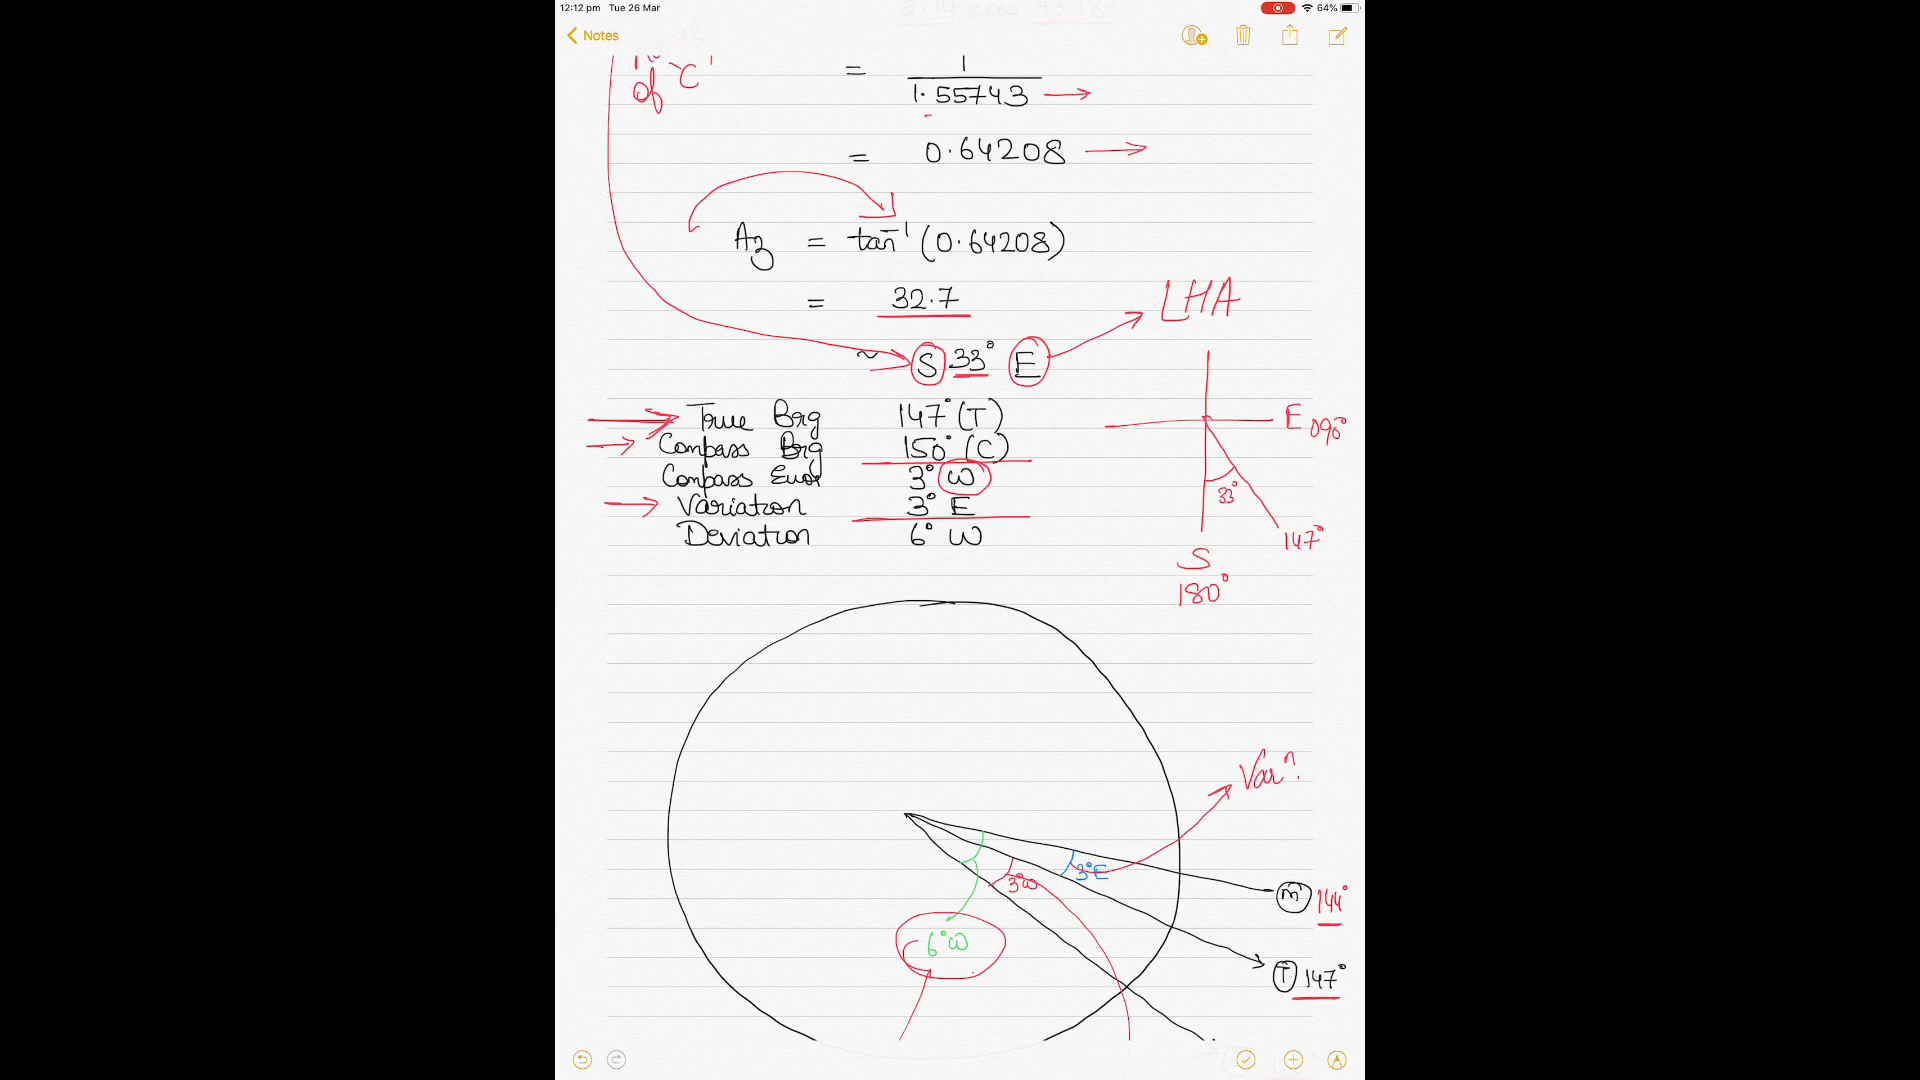 12:12 pm Tue 26 Mar 64%
Notes
of 'C'
= 1
1.55743
= 0.64208
Az = tan⁻¹ (0.64208)
= 32.7
LHA
~ S 33° E
True Brg 147° (T)
Compass Brg 150° (C)
Compass Error 3° W
Variation 3° E
Deviation 6° W
E 090°
33°
147°
S
180°
Varⁿ.
3°E
3°W
m 144°
6°W
T 147°